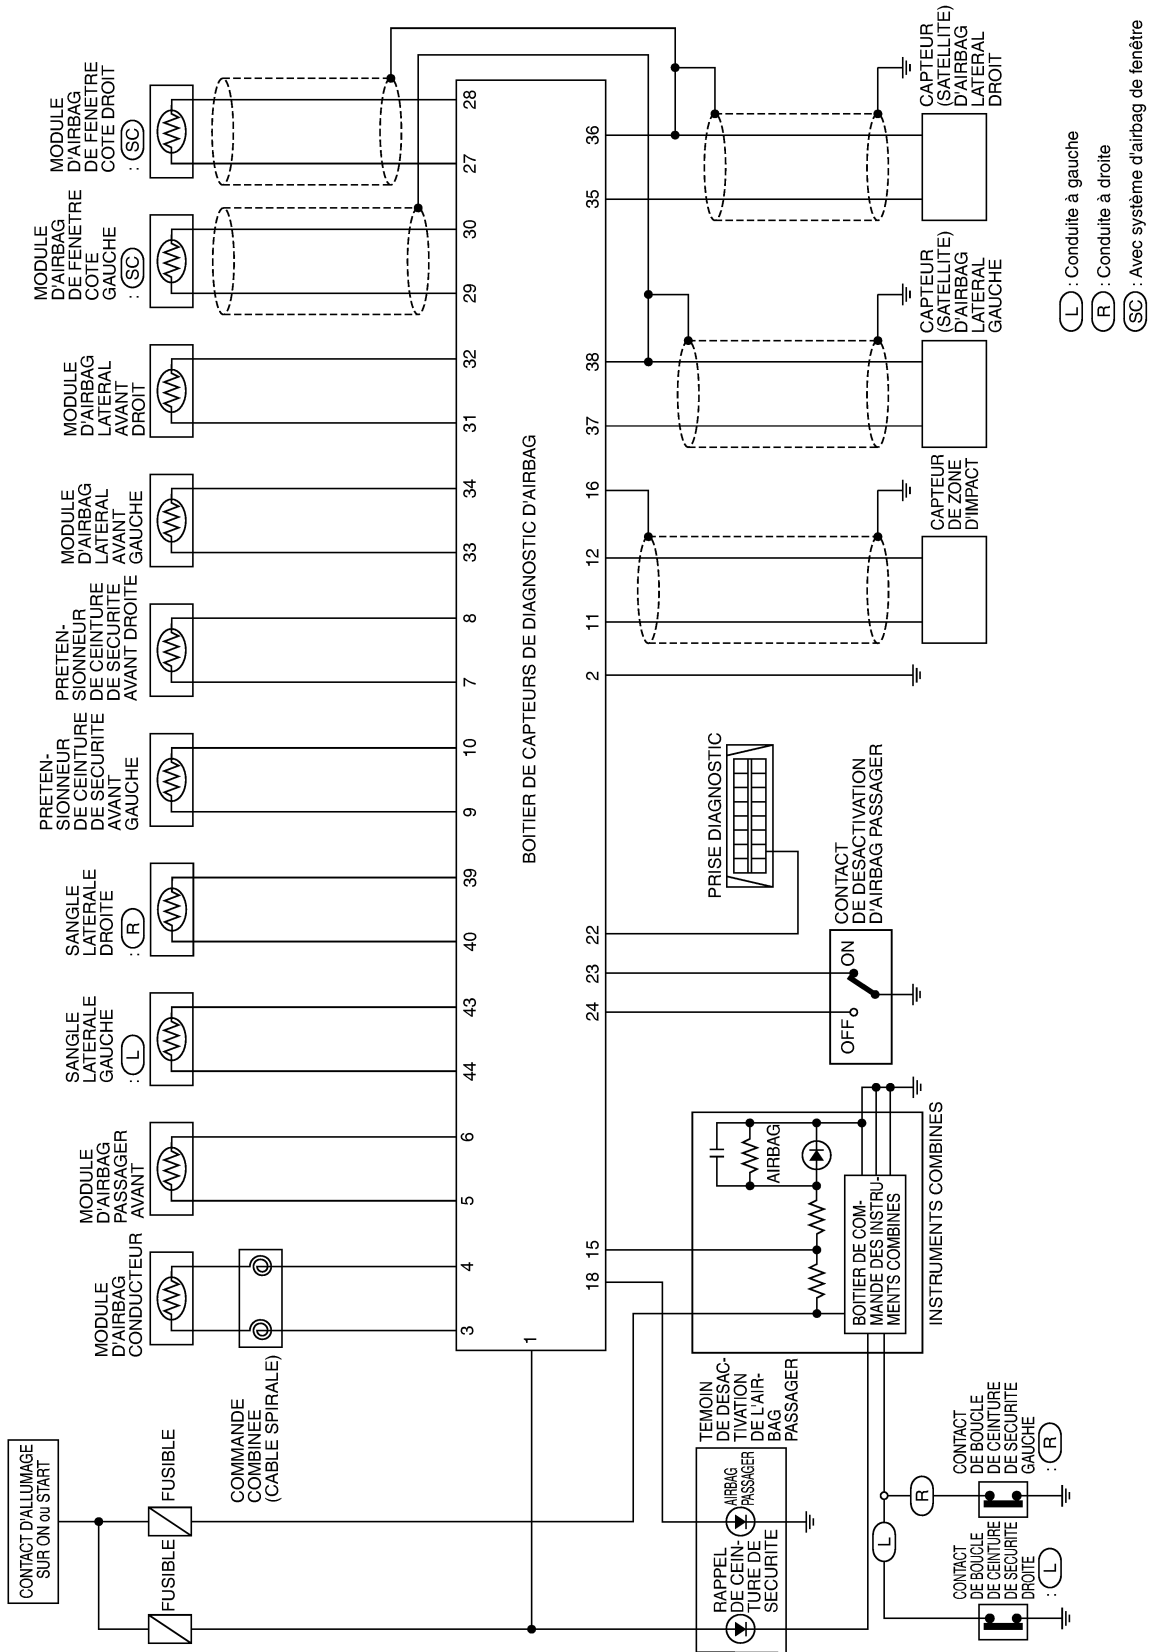 CONTACT D'ALLUMAGE
SUR ON ou START
FUSIBLE
FUSIBLE
COMMANDE
COMBINEE
(CABLE SPIRALE)
MODULE
D'AIRBAG
CONDUCTEUR
MODULE
D'AIRBAG
PASSAGER
AVANT
SANGLE
LATERALE
GAUCHE
: L
SANGLE
LATERALE
DROITE
: R
PRETEN-
SIONNEUR
DE CEINTURE
DE SECURITE
AVANT
GAUCHE
PRETEN-
SIONNEUR
DE CEINTURE
DE SECURITE
AVANT DROITE
MODULE
D'AIRBAG
LATERAL
AVANT
GAUCHE
MODULE
D'AIRBAG
LATERAL
AVANT
DROIT
MODULE
D'AIRBAG
DE FENETRE
COTE
GAUCHE
: SC
MODULE
D'AIRBAG
DE FENETRE
COTE DROIT
: SC
3 4 5 6 44 43 40 39 9 10 7 8 33 34 31 32 29 30 27 28
1
BOITIER DE CAPTEURS DE DIAGNOSTIC D'AIRBAG
18 15 24 23 22 2 11 12 16 37 38 35 36
TEMOIN
DE DESAC-
TIVATION
DE L'AIR-
BAG
PASSAGER
AIRBAG
PASSAGER
RAPPEL
DE CEIN-
TURE DE
SECURITE
AIRBAG
BOITIER DE COM-
MANDE DES INSTRU-
MENTS COMBINES
INSTRUMENTS COMBINES
OFF
ON
CONTACT
DE DESACTIVATION
D'AIRBAG PASSAGER
PRISE DIAGNOSTIC
CAPTEUR
DE ZONE
D'IMPACT
CAPTEUR
(SATELLITE)
D'AIRBAG
LATERAL
GAUCHE
CAPTEUR
(SATELLITE)
D'AIRBAG
LATERAL
DROIT
L
R
CONTACT
DE BOUCLE
DE CEINTURE
DE SECURITE
DROITE
: L
CONTACT
DE BOUCLE
DE CEINTURE
DE SECURITE
GAUCHE
: R
L : Conduite à gauche
R : Conduite à droite
SC : Avec système d'airbag de fenêtre